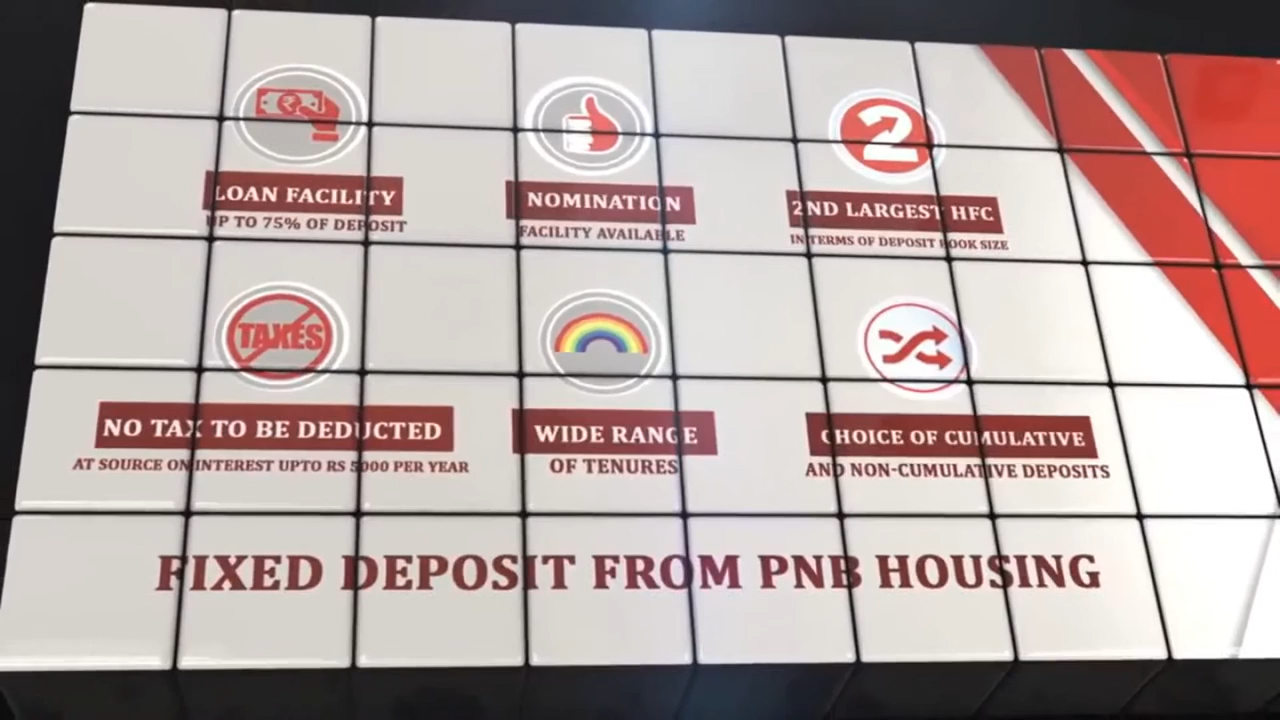 LOAN FACILITY
UP TO 75% OF DEPOSIT
NOMINATION
FACILITY AVAILABLE
2
2ND LARGEST HFC
IN TERMS OF DEPOSIT BOOK SIZE
TAXES
NO TAX TO BE DEDUCTED
AT SOURCE ON INTEREST UPTO RS 5000 PER YEAR
WIDE RANGE
OF TENURES
CHOICE OF CUMULATIVE
AND NON-CUMULATIVE DEPOSITS
FIXED DEPOSIT FROM PNB HOUSING